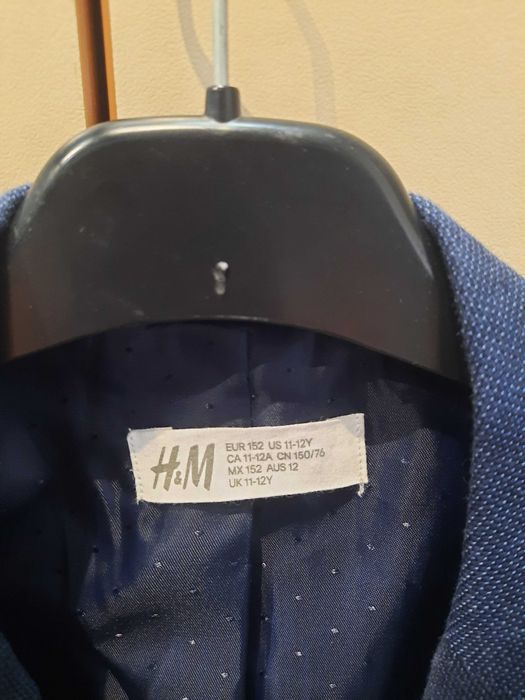 H&M
EUR 152 US 11-12Y
CA 11-12A CN 150/76
MX 152 AUS 12
UK 11-12Y